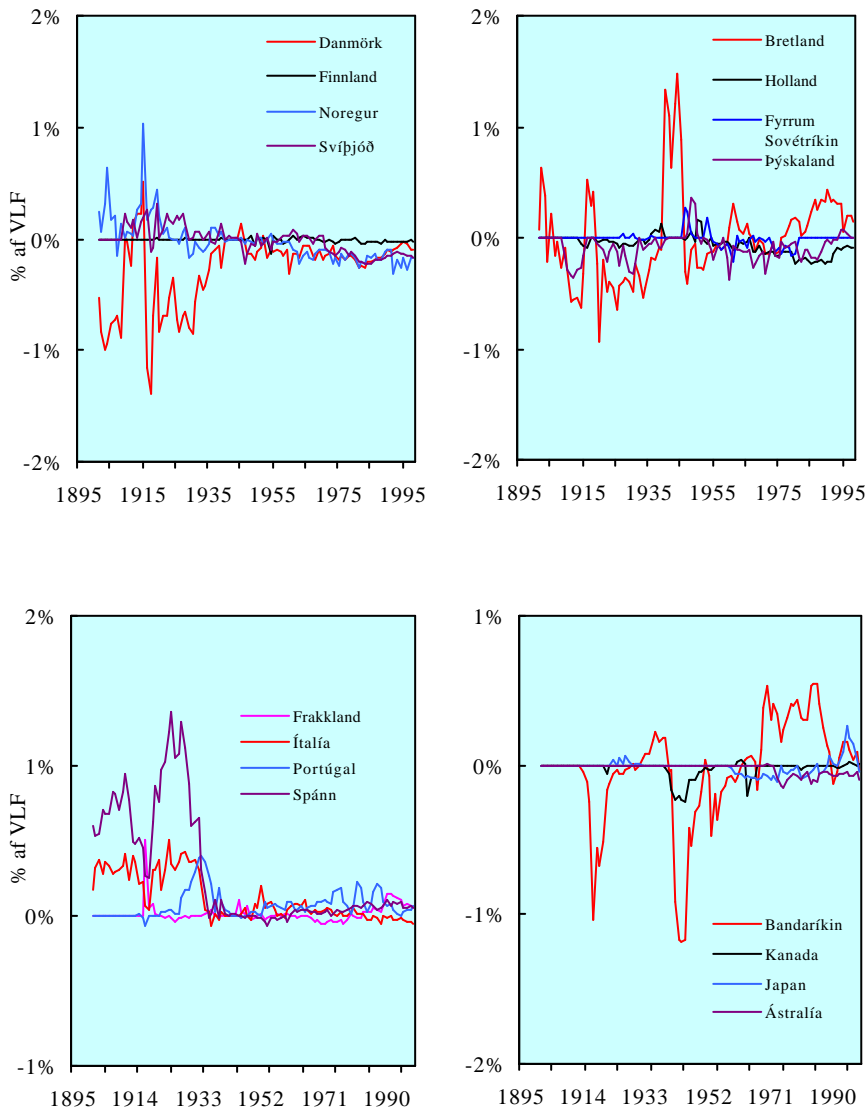 2%
1%
0%
-1%
-2%
% af VLF
Danmörk
Finnland
Noregur
Svíþjóð
1895 1915 1935 1955 1975 1995
2%
1%
0%
-1%
-2%
Bretland
Holland
Fyrrum
Sovétríkin
Þýskaland
1895 1915 1935 1955 1975 1995
2%
1%
0%
-1%
% af VLF
Frakkland
Ítalía
Portúgal
Spánn
1895 1914 1933 1952 1971 1990
1%
0%
-1%
-2%
Bandaríkin
Kanada
Japan
Ástralía
1895 1914 1933 1952 1971 1990